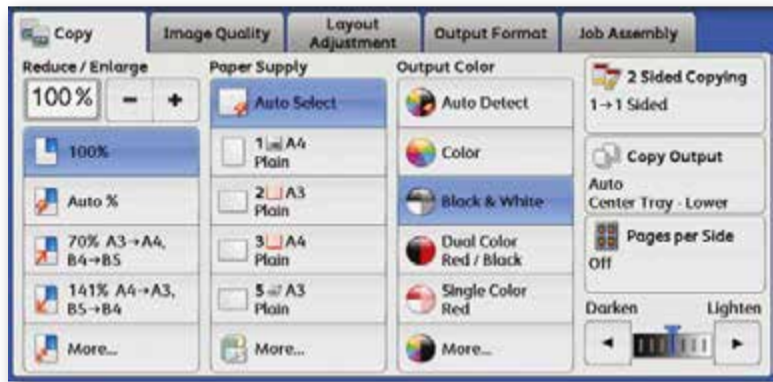 Copy
Image Quality
Layout
Adjustment
Output Format
Job Assembly
Reduce / Enlarge
100%
- +
100%
Auto %
70% A3→A4,
B4→B5
141% A4→A3,
B5→B4
More...
Paper Supply
Auto Select
1 A4
Plain
2 A3
Plain
3 A4
Plain
5 A3
Plain
More...
Output Color
Auto Detect
Color
Black & White
Dual Color
Red / Black
Single Color
Red
More...
2 Sided Copying
1→1 Sided
Copy Output
Auto
Center Tray - Lower
Pages per Side
Off
Darken Lighten